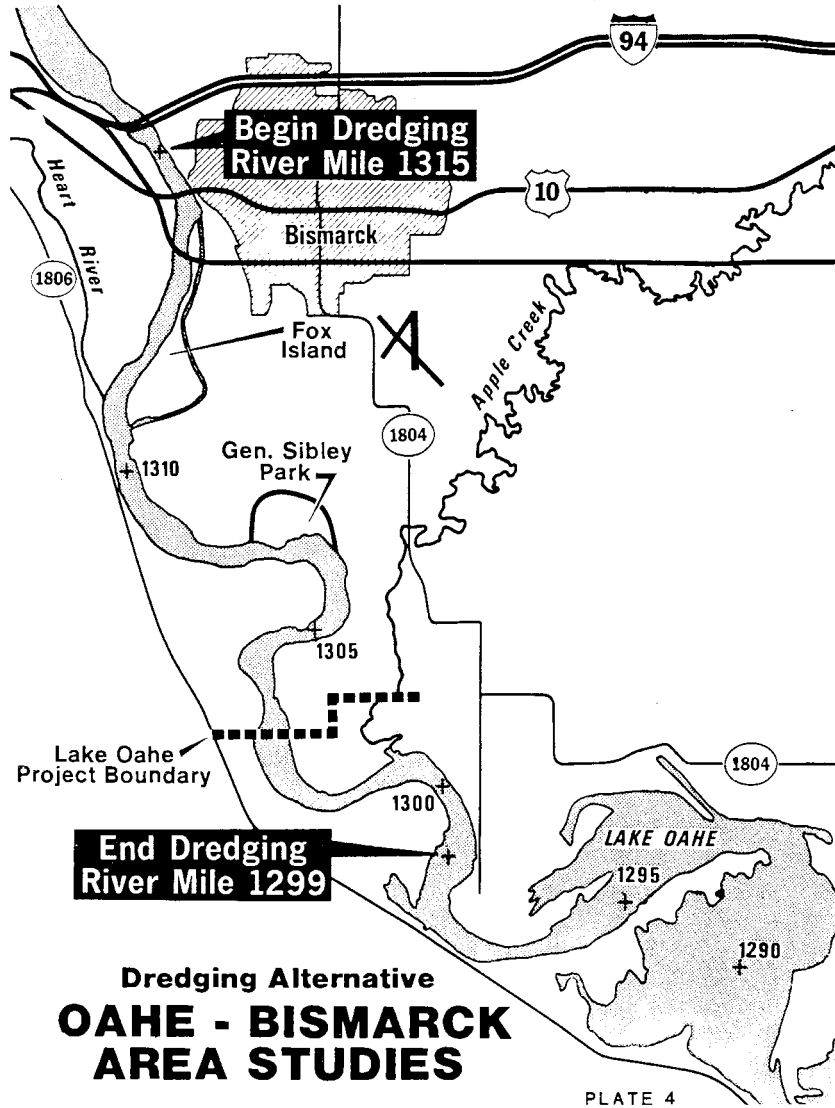 94
Begin Dredging
River Mile 1315
10
Heart
River
Bismarck
1806
Fox
Island
Apple Creek
1804
Gen. Sibley
Park
1310
1305
Lake Oahe
Project Boundary
1804
1300
LAKE OAHE
End Dredging
River Mile 1299
1295
1290
Dredging Alternative
OAHE - BISMARCK
AREA STUDIES
PLATE 4